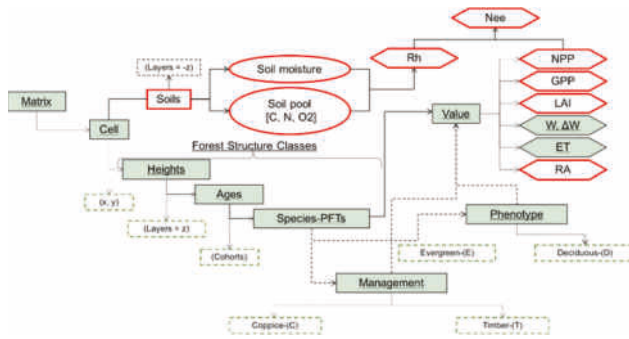 Nee
(Layers = -z)
Soil moisture
Rh
NPP
GPP
Matrix
Soils
Soil pool
[C, N, O2]
LAI
Cell
Value
W, ΔW
Forest Structure Classes
ET
Heights
RA
Ages
(x, y)
Species-PFTs
Phenotype
(Layers = z)
(Cohorts)
Evergreen-(E)
Deciduous-(D)
Management
Coppice-(C)
Timber-(T)